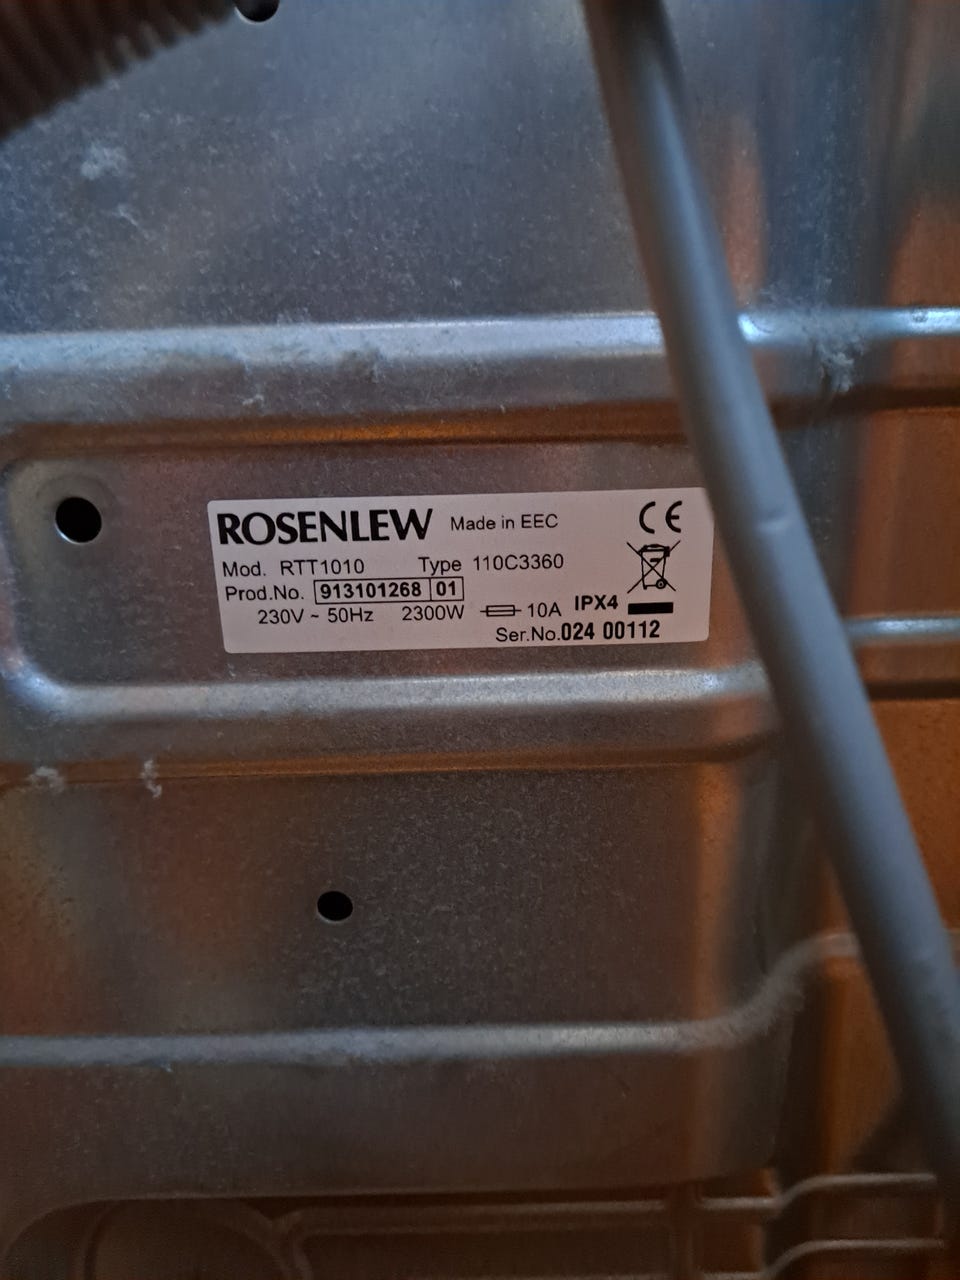 ROSENLEW Made in EEC CE
Mod. RTT1010 Type 110C3360
Prod.No. 913101268 01
230V ~ 50Hz 2300W 10A IPX4
Ser.No.024 00112